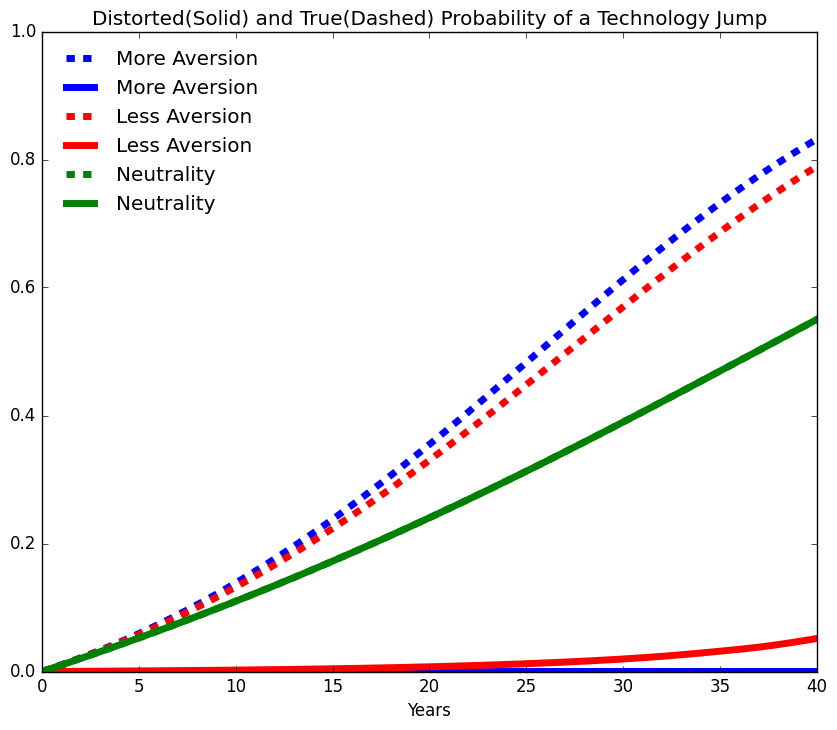 Distorted(Solid) and True(Dashed) Probability of a Technology Jump
1.0
More Aversion
More Aversion
Less Aversion
Less Aversion
Neutrality
Neutrality
0.8
0.6
0.4
0.2
0.0
0 5 10 15 20 25 30 35 40
Years